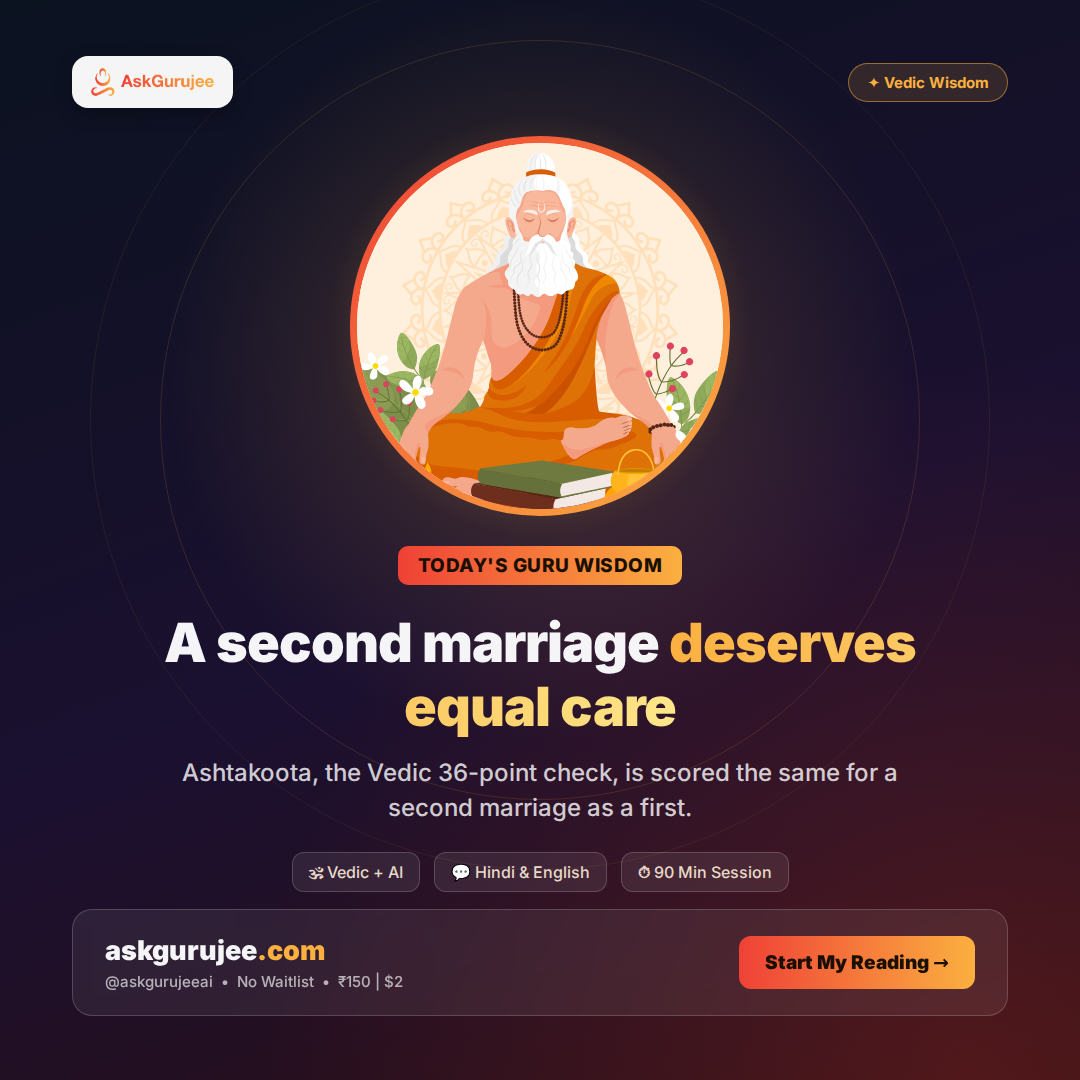 AskGurujee
✦ Vedic Wisdom
TODAY'S GURU WISDOM
A second marriage deserves
equal care
Ashtakoota, the Vedic 36-point check, is scored the same for a
second marriage as a first.
🕉 Vedic + AI
💬 Hindi & English
⏱ 90 Min Session
askgurujee.com
@askgurujeeai • No Waitlist • ₹150 | $2
Start My Reading →